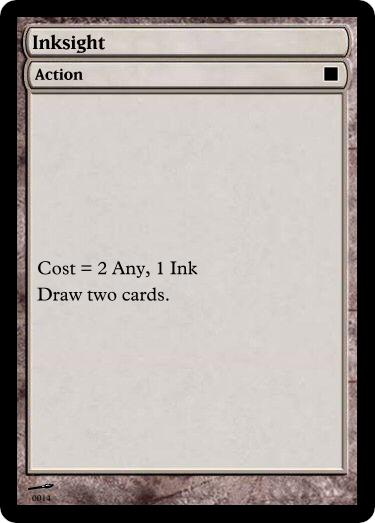 Inksight
Action
Cost = 2 Any, 1 Ink
Draw two cards.
0014